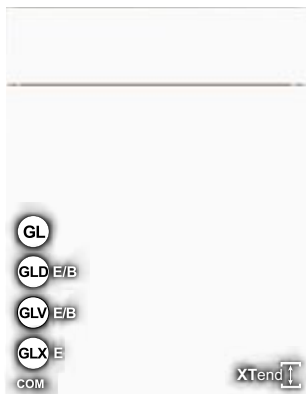 GL
GLD E/B
GLV E/B
GLX E
COM
XTend